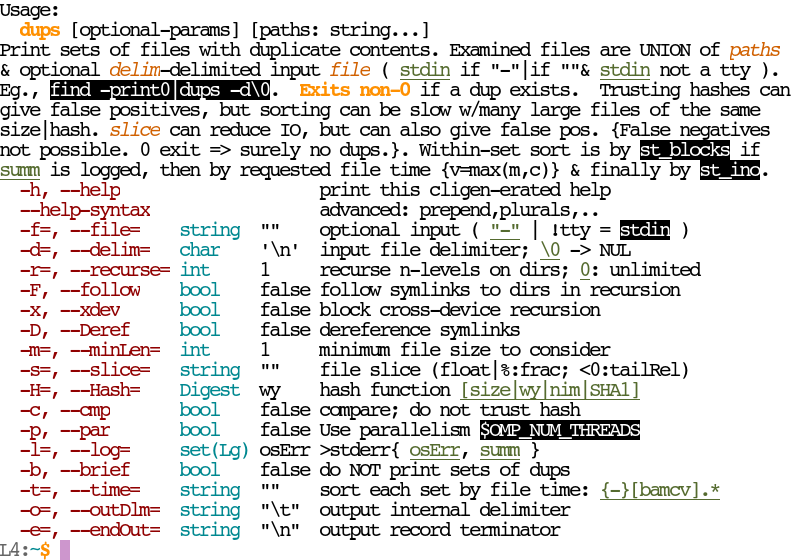 Usage:
  dups [optional-params] [paths: string...]
Print sets of files with duplicate contents. Examined files are UNION of paths
& optional delim-delimited input file ( stdin if "-"|if ""& stdin not a tty ).
Eg., find -print0|dups -d\0.  Exits non-0 if a dup exists.  Trusting hashes can
give false positives, but sorting can be slow w/many large files of the same
size|hash. slice can reduce IO, but can also give false pos. {False negatives
not possible. 0 exit => surely no dups.}. Within-set sort is by st_blocks if
summ is logged, then by requested file time {v=max(m,c)} & finally by st_ino.
  -h, --help                    print this cligen-erated help
  --help-syntax                 advanced: prepend,plurals,..
  -f=, --file=    string  ""    optional input ( "-" | !tty = stdin )
  -d=, --delim=   char    '\n'  input file delimiter; \0 -> NUL
  -r=, --recurse= int     1     recurse n-levels on dirs; 0: unlimited
  -F, --follow    bool    false follow symlinks to dirs in recursion
  -x, --xdev      bool    false block cross-device recursion
  -D, --Deref     bool    false dereference symlinks
  -m=, --minLen=  int     1     minimum file size to consider
  -s=, --slice=   string  ""    file slice (float|%:frac; <0:tailRel)
  -H=, --Hash=    Digest  wy    hash function [size|wy|nim|SHA1]
  -c, --cmp       bool    false compare; do not trust hash
  -p, --par       bool    false Use parallelism $OMP_NUM_THREADS
  -l=, --log=     set(Lg) osErr >stderr{ osErr, summ }
  -b, --brief     bool    false do NOT print sets of dups
  -t=, --time=    string  ""    sort each set by file time: {-}[bamcv].*
  -o=, --outDlm=  string  "\t"  output internal delimiter
  -e=, --endOut=  string  "\n"  output record terminator
L4:~$